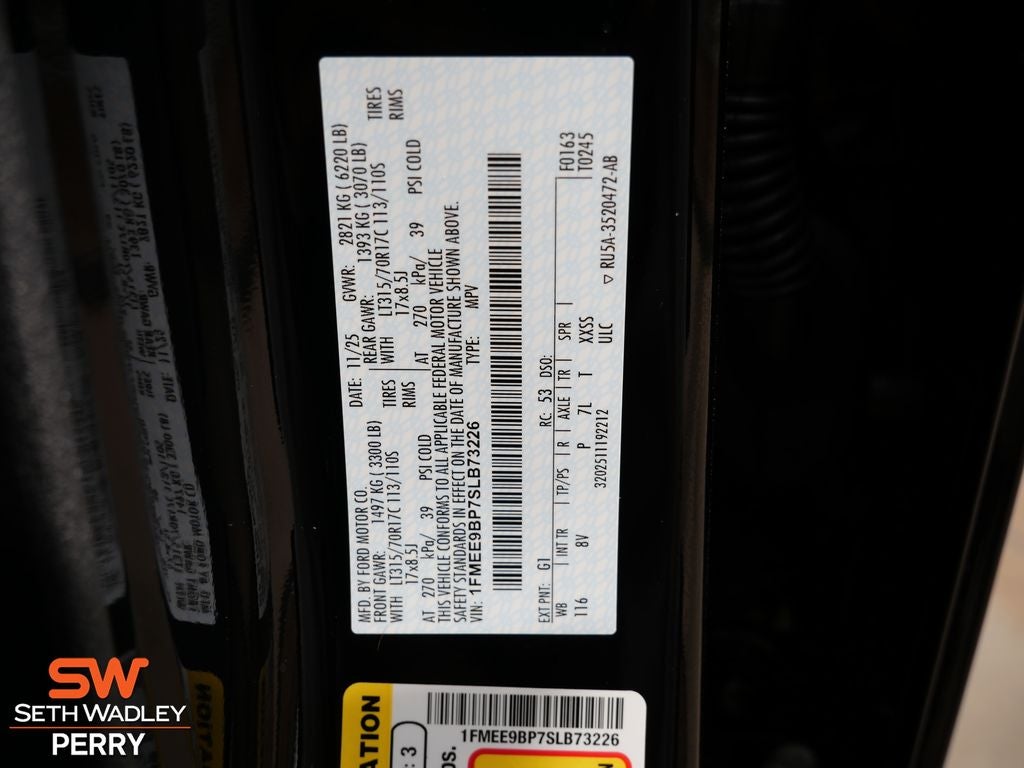 MFD. BY FORD MOTOR CO. DATE: 11/25 GVWR: 2821 KG ( 6220 LB)
FRONT GAWR: 1497 KG ( 3300 LB) REAR GAWR: 1393 KG ( 3070 LB)
WITH LT315/70R17C 113/110S TIRES WITH LT315/70R17C 113/110S TIRES
17x8.5J RIMS 17x8.5J RIMS
AT 270 kPa/ 39 PSI COLD AT 270 kPa/ 39 PSI COLD
THIS VEHICLE CONFORMS TO ALL APPLICABLE FEDERAL MOTOR VEHICLE
SAFETY STANDARDS IN EFFECT ON THE DATE OF MANUFACTURE SHOWN ABOVE.
VIN: 1FMEE9BP7SLB73226 TYPE: MPV
EXT PNT: G1 RC: 53 DSO:
WB INT TR TP/PS R AXLE TR SPR F0163
116 8V P 7L T XXSS T0245
32025111192212 ULC
▽ RU5A-3520472-AB
1FMEE9BP7SLB73226
SW
SETH WADLEY
PERRY